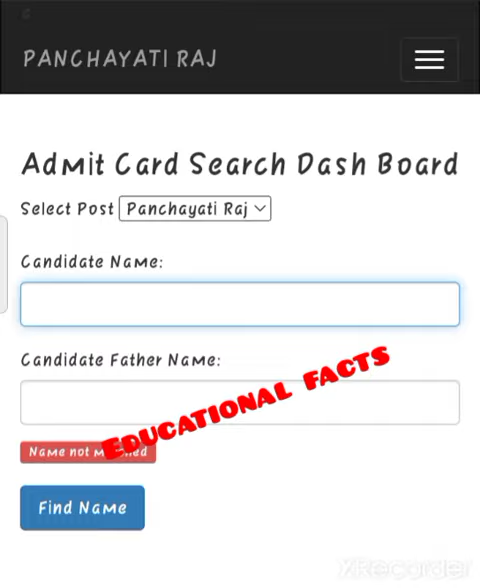 PANCHAYATI RAJ
Admit Card Search Dash Board
Select Post Panchayati Raj
Candidate Name:
Candidate Father Name:
EDUCATIONAL FACTS
Name not
Find Name
XRecorder